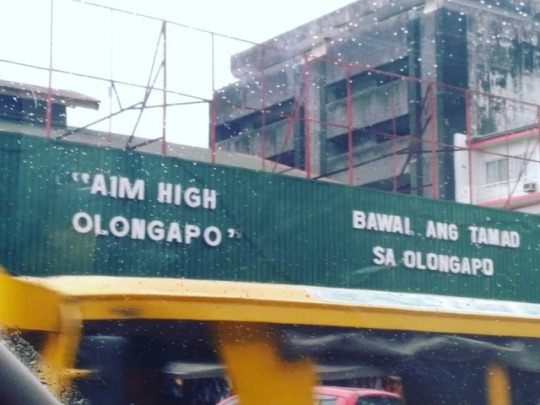 "AIM HIGH
OLONGAPO"
BAWAL ANG TAMAD
SA OLONGAPO